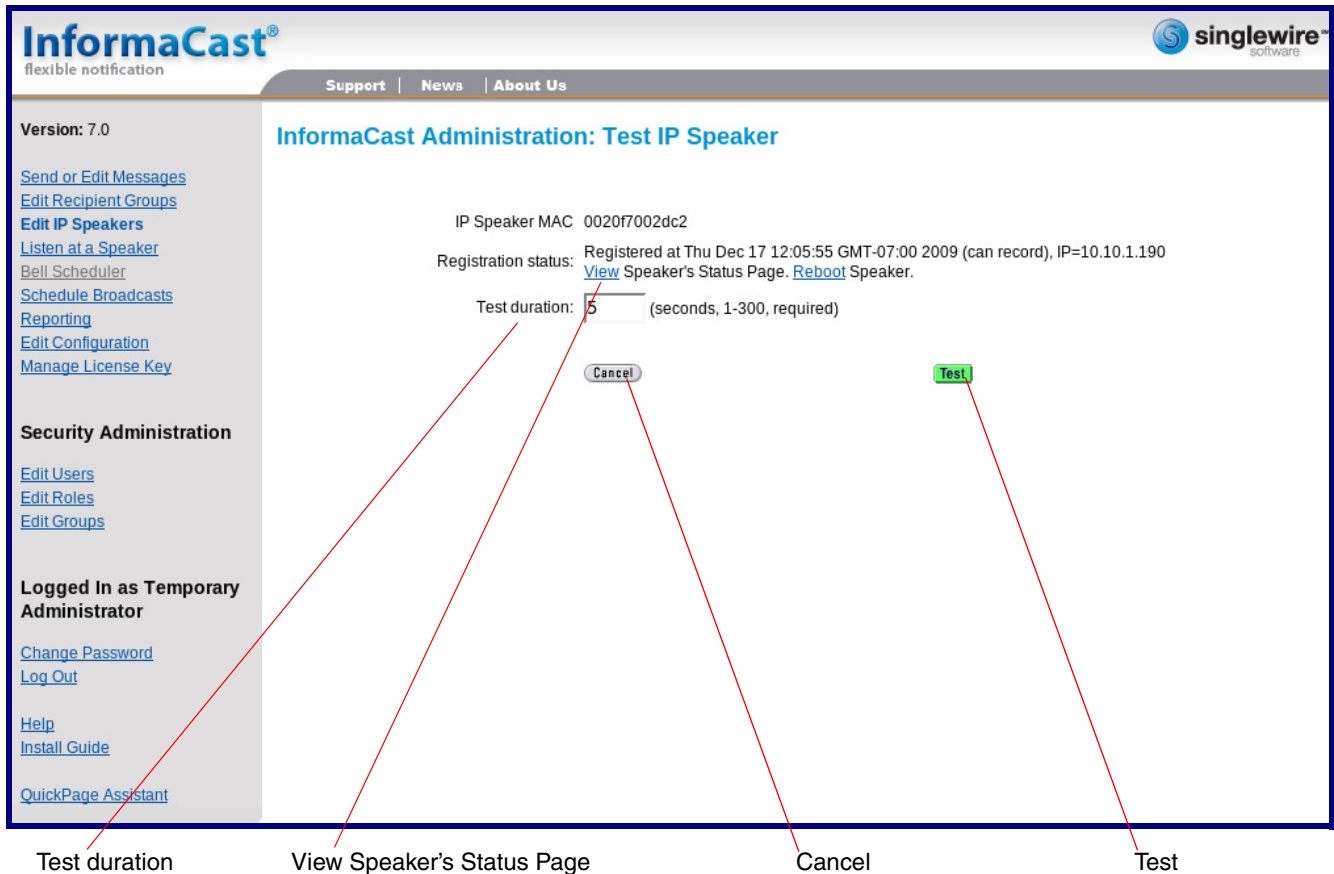 InformaCast®
flexible notification
singlewire™
software
Support | News | About Us
Version: 7.0
Send or Edit Messages
Edit Recipient Groups
Edit IP Speakers
Listen at a Speaker
Bell Scheduler
Schedule Broadcasts
Reporting
Edit Configuration
Manage License Key
Security Administration
Edit Users
Edit Roles
Edit Groups
Logged In as Temporary
Administrator
Change Password
Log Out
Help
Install Guide
QuickPage Assistant
InformaCast Administration: Test IP Speaker
IP Speaker MAC 0020f7002dc2
Registration status: Registered at Thu Dec 17 12:05:55 GMT-07:00 2009 (can record), IP=10.10.1.190
View Speaker's Status Page. Reboot Speaker.
Test duration: 5 (seconds, 1-300, required)
Cancel Test
Test duration View Speaker’s Status Page Cancel Test